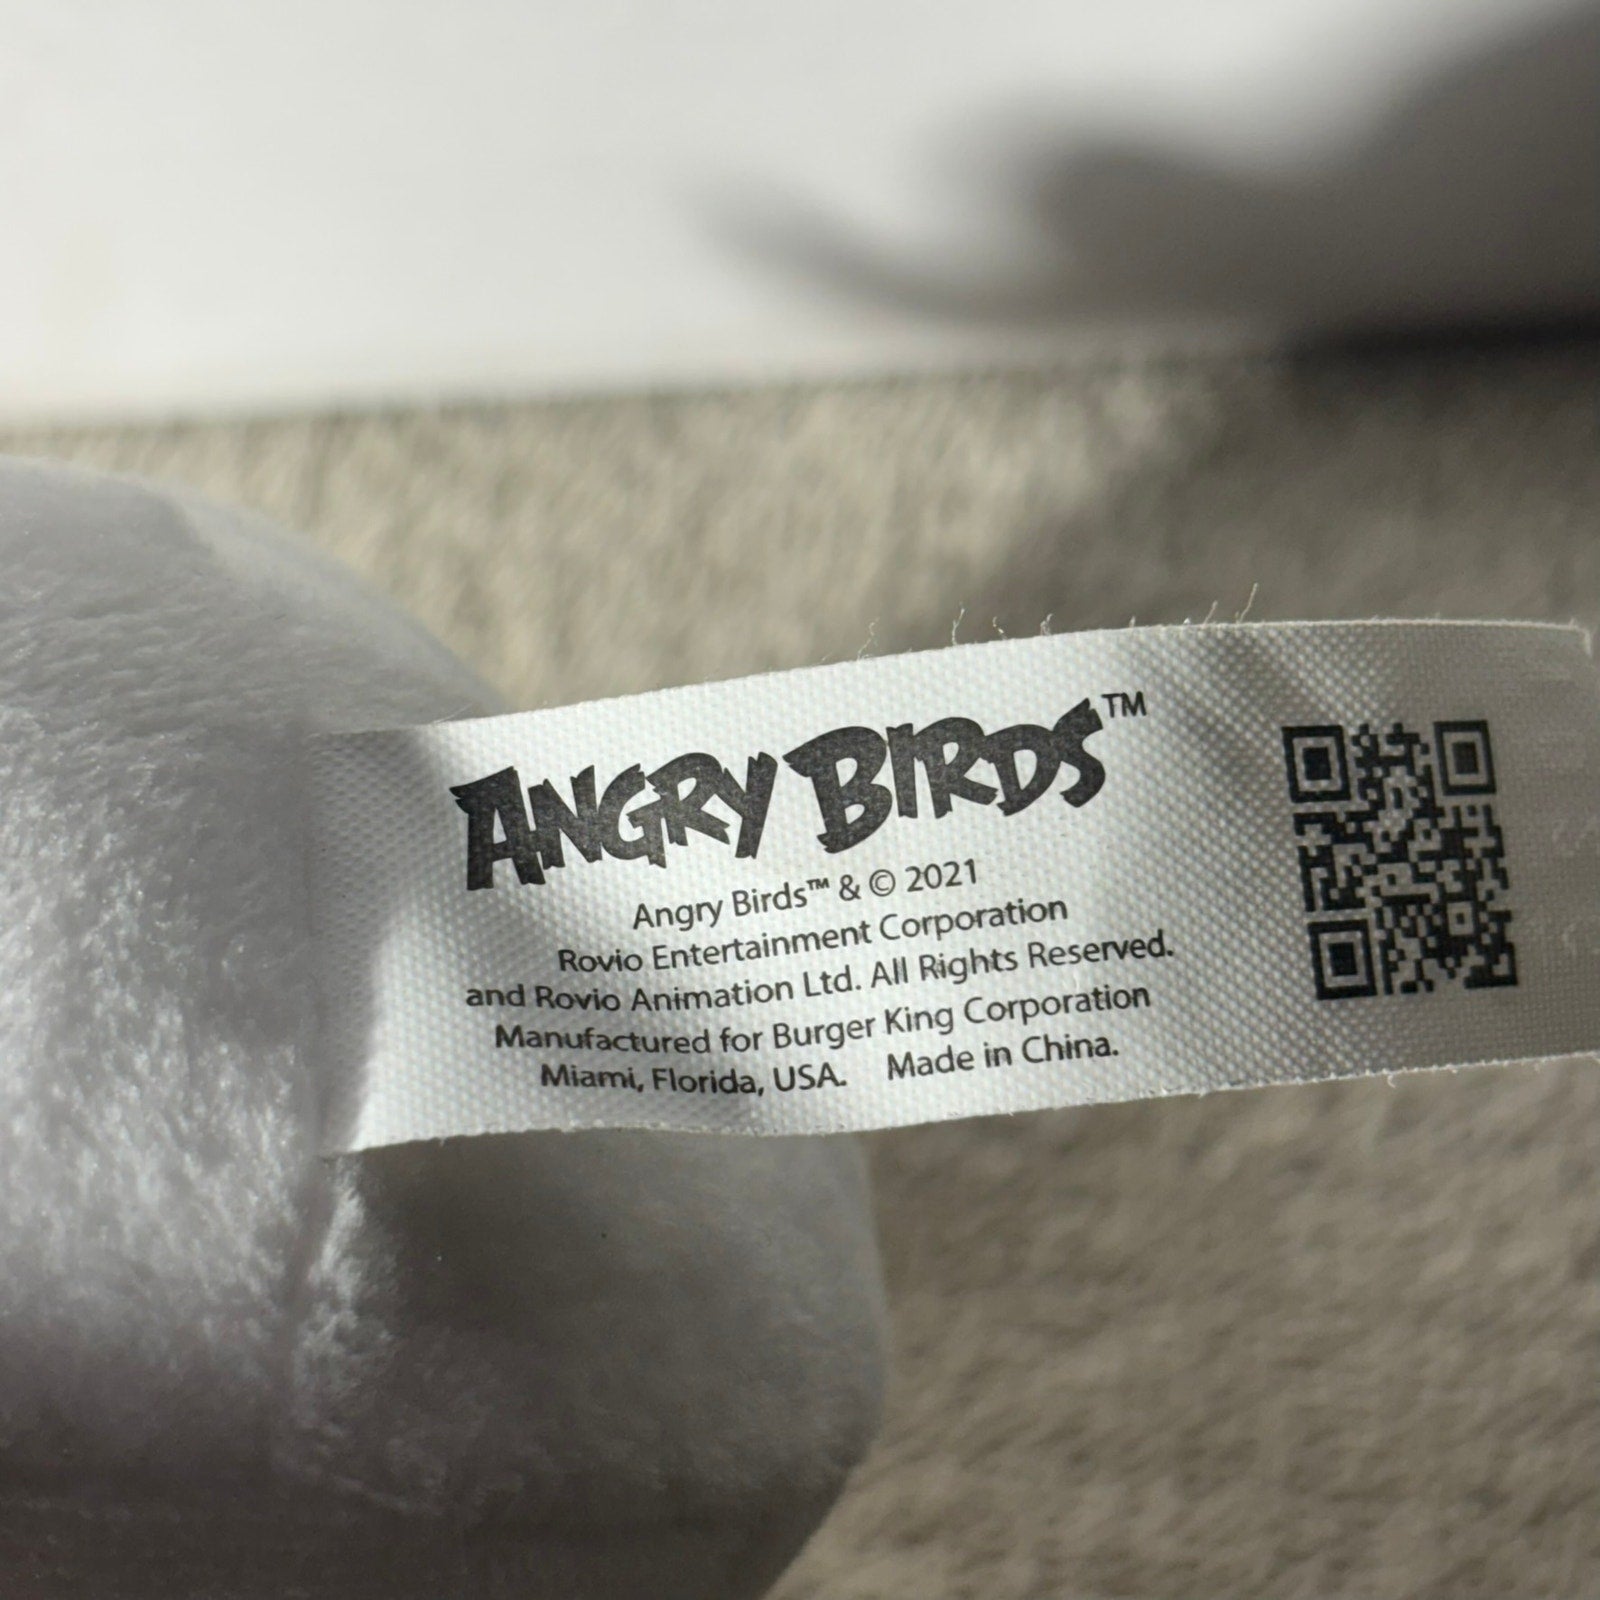 ANGRY BIRDS™
Angry Birds™ & © 2021
Rovio Entertainment Corporation
and Rovio Animation Ltd. All Rights Reserved.
Manufactured for Burger King Corporation
Miami, Florida, USA. Made in China.